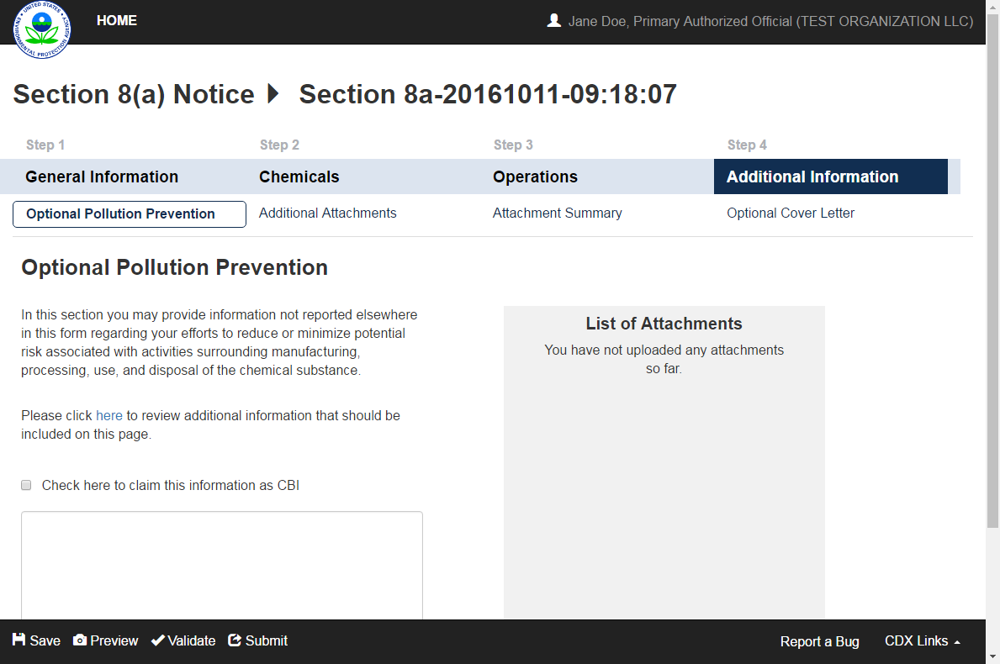 UNITED STATES
ENVIRONMENTAL PROTECTION AGENCY
HOME
Jane Doe, Primary Authorized Official (TEST ORGANIZATION LLC)
Section 8(a) Notice Section 8a-20161011-09:18:07
Step 1 Step 2 Step 3 Step 4
General Information Chemicals Operations Additional Information
Optional Pollution Prevention Additional Attachments Attachment Summary Optional Cover Letter
Optional Pollution Prevention
In this section you may provide information not reported elsewhere
in this form regarding your efforts to reduce or minimize potential
risk associated with activities surrounding manufacturing,
processing, use, and disposal of the chemical substance.
Please click here to review additional information that should be
included on this page.
Check here to claim this information as CBI
List of Attachments
You have not uploaded any attachments
so far.
Save Preview Validate Submit Report a Bug CDX Links